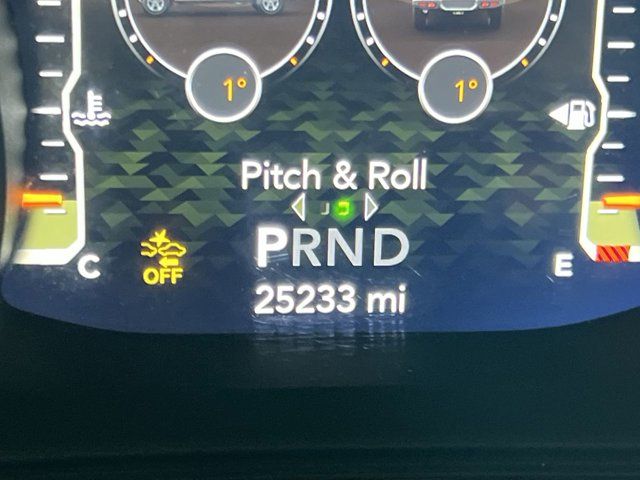 1° 1°
Pitch & Roll
PRND
C OFF E
25233 mi